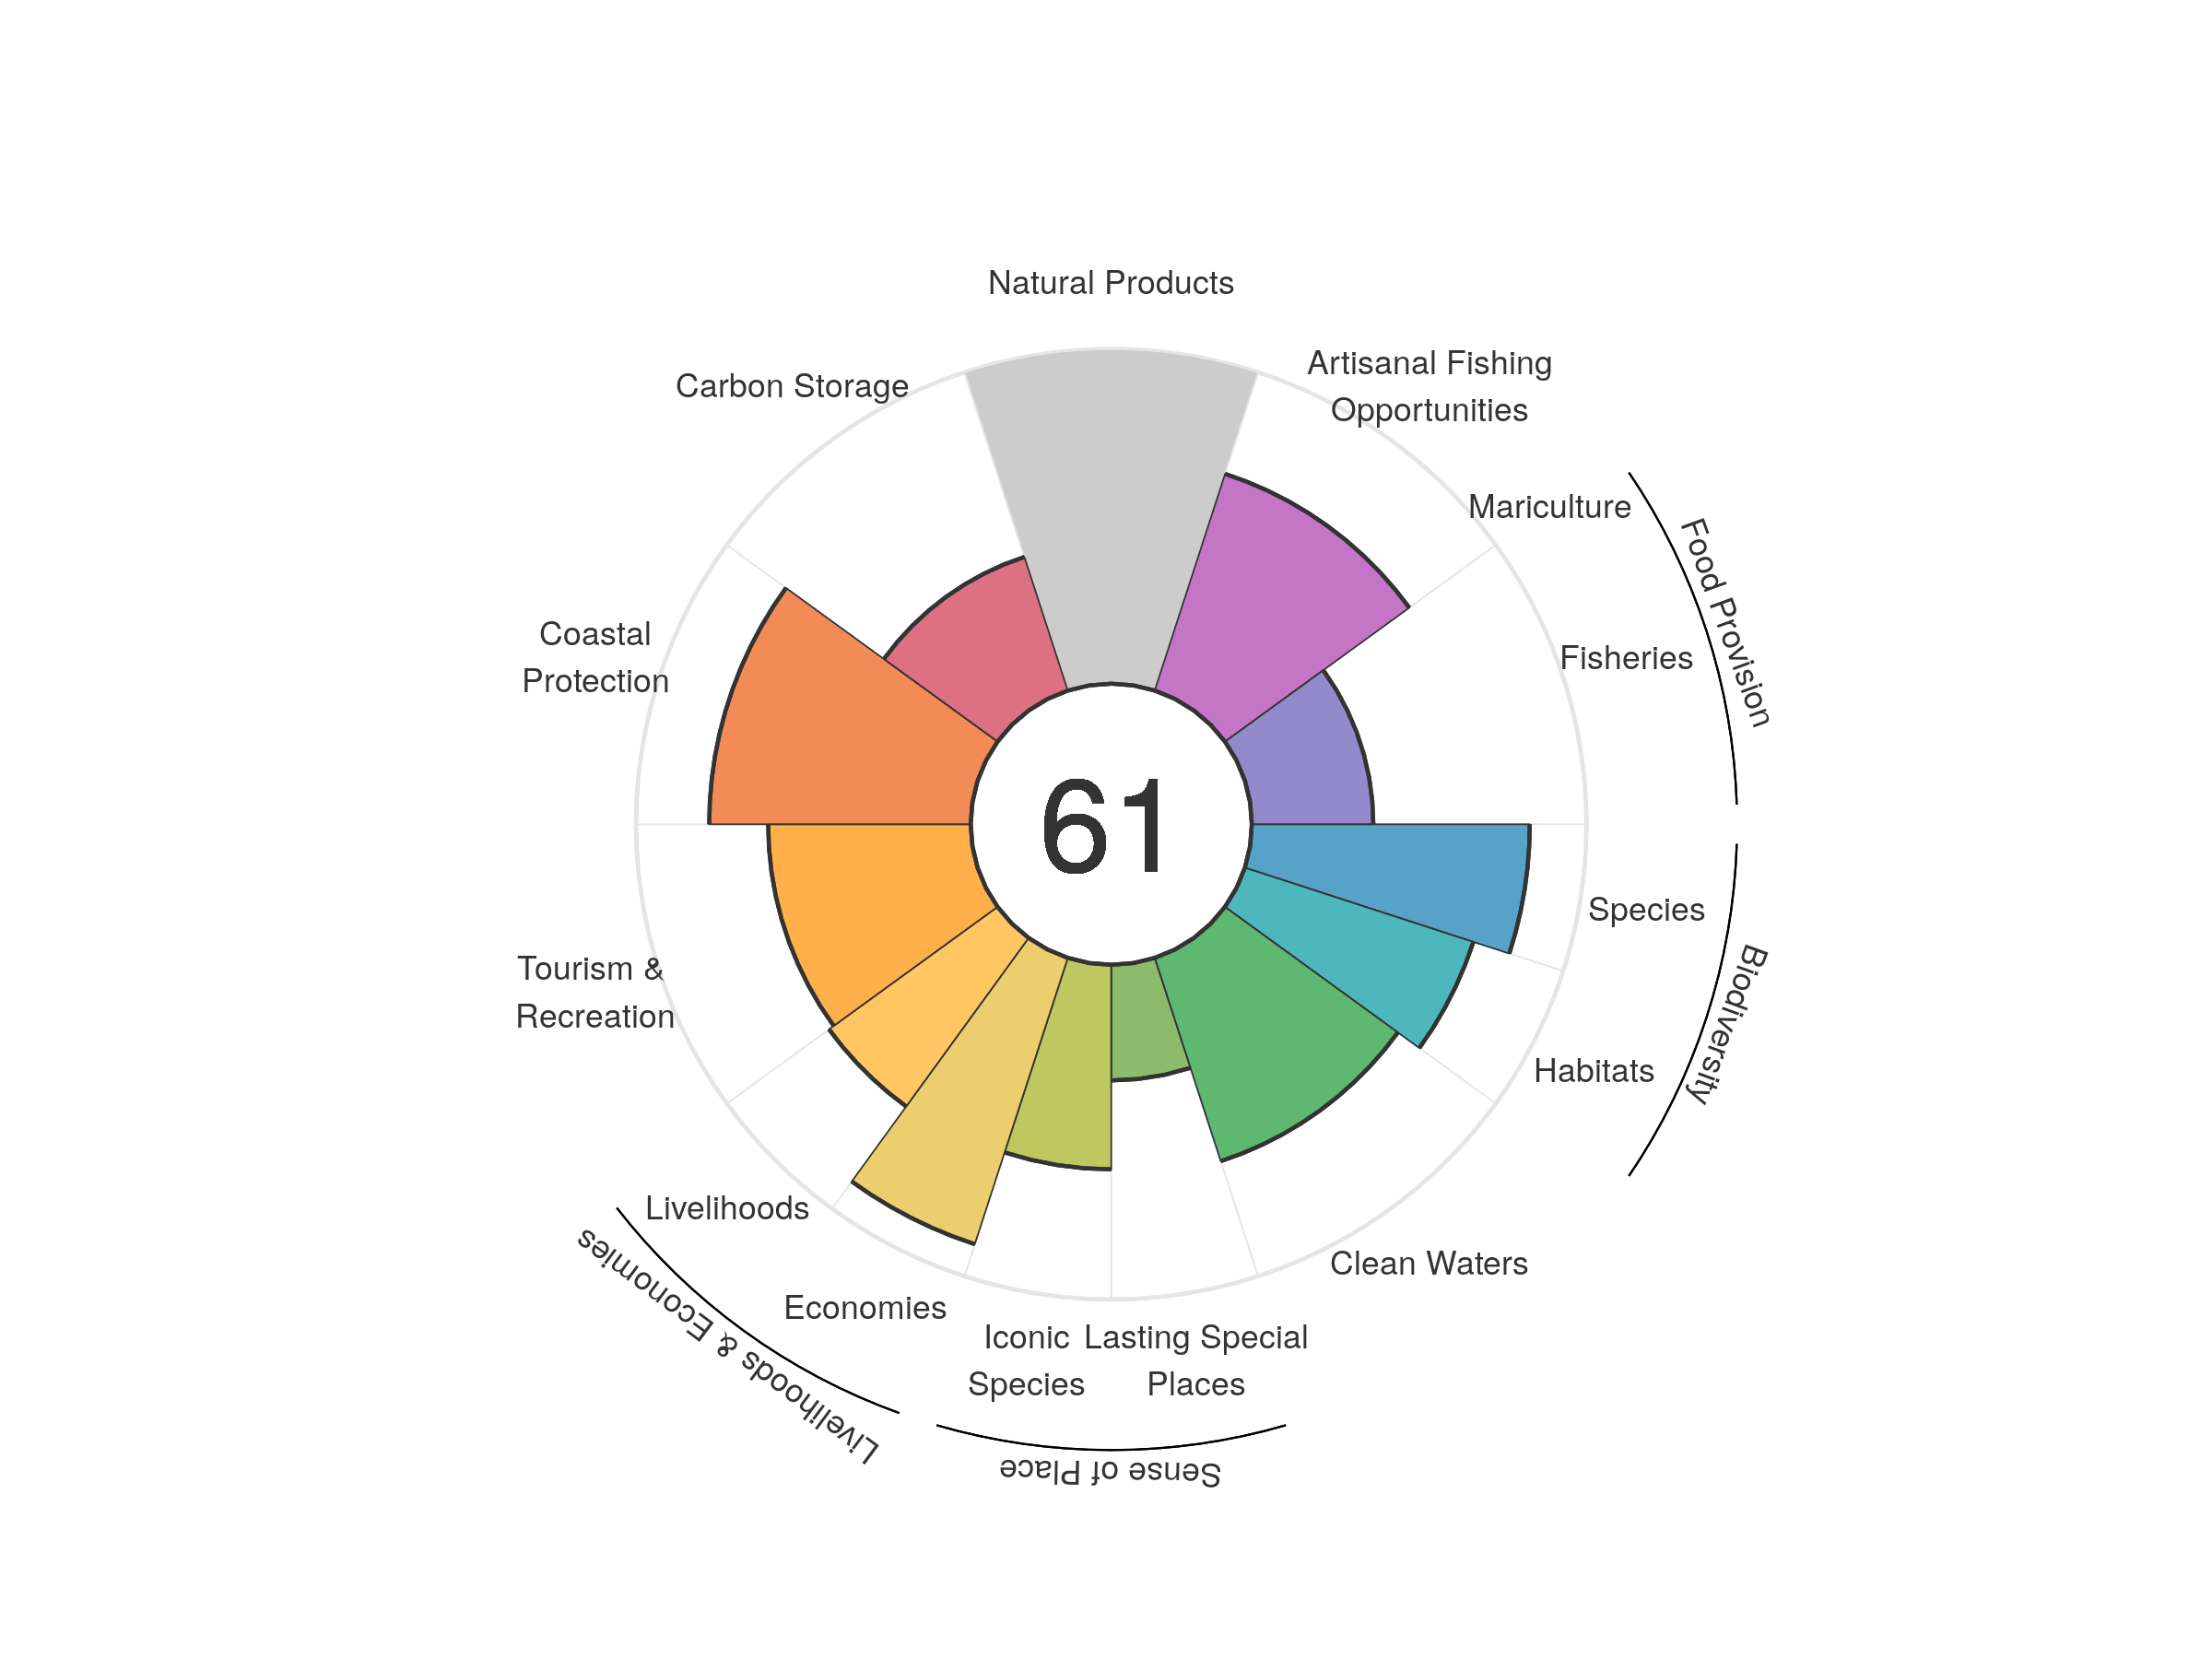 Natural Products
Artisanal Fishing
Opportunities
Carbon Storage
Mariculture
Food Provision
Fisheries
Coastal
Protection
61
Species
Biodiversity
Tourism &
Recreation
Habitats
Livelihoods
Clean Waters
Livelihoods & Economies
Economies
Iconic
Species
Lasting Special
Places
Sense of Place